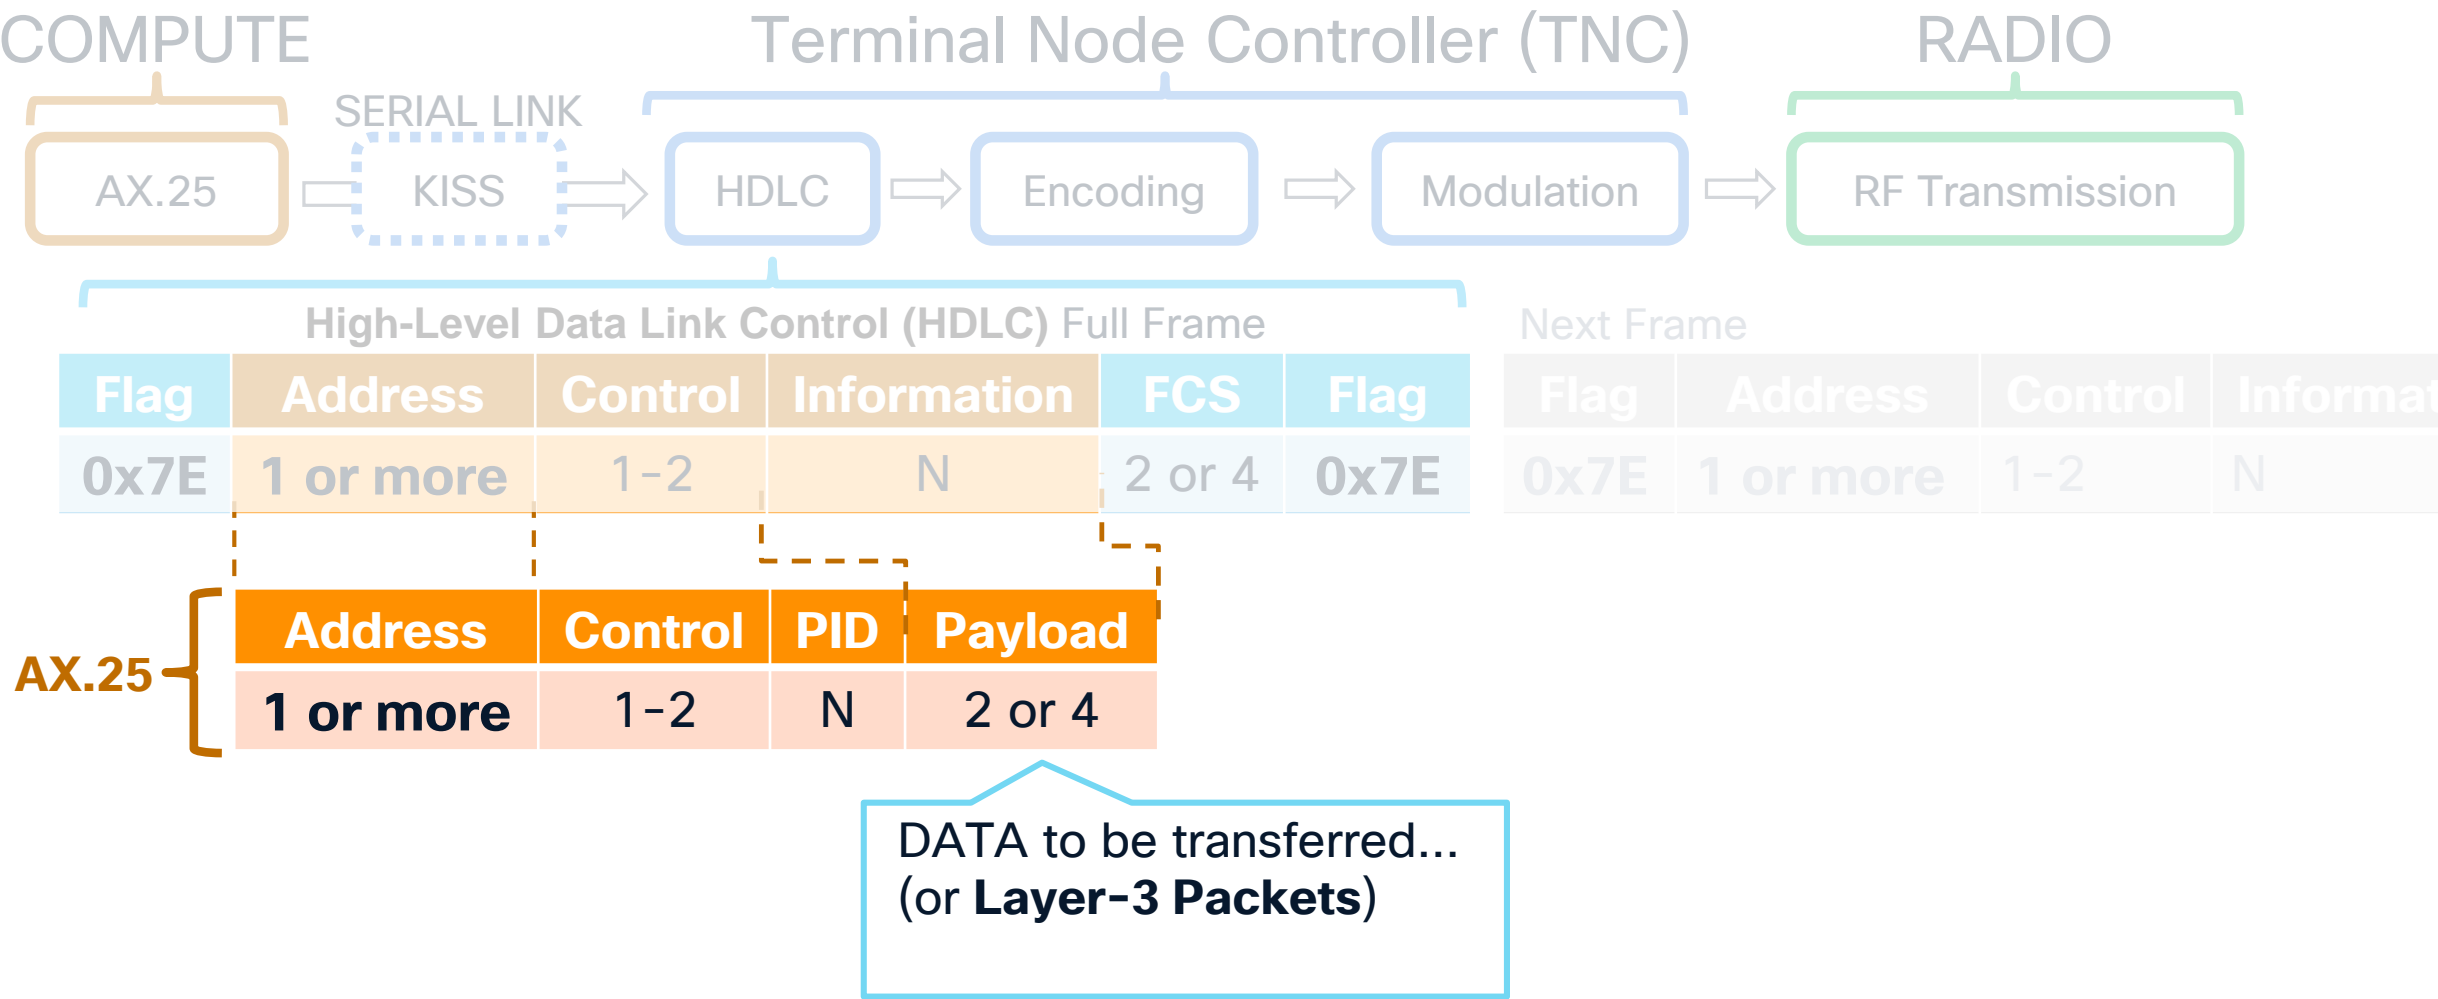 COMPUTE Terminal Node Controller (TNC) RADIO
SERIAL LINK
AX.25 KISS HDLC Encoding Modulation RF Transmission
High-Level Data Link Control (HDLC) Full Frame Next Frame
Flag Address Control Information FCS Flag Flag Address Control Informat
0x7E 1 or more 1-2 N 2 or 4 0x7E 0x7E 1 or more 1-2 N
Address Control PID Payload
AX.25
1 or more 1-2 N 2 or 4
DATA to be transferred...
(or Layer-3 Packets)